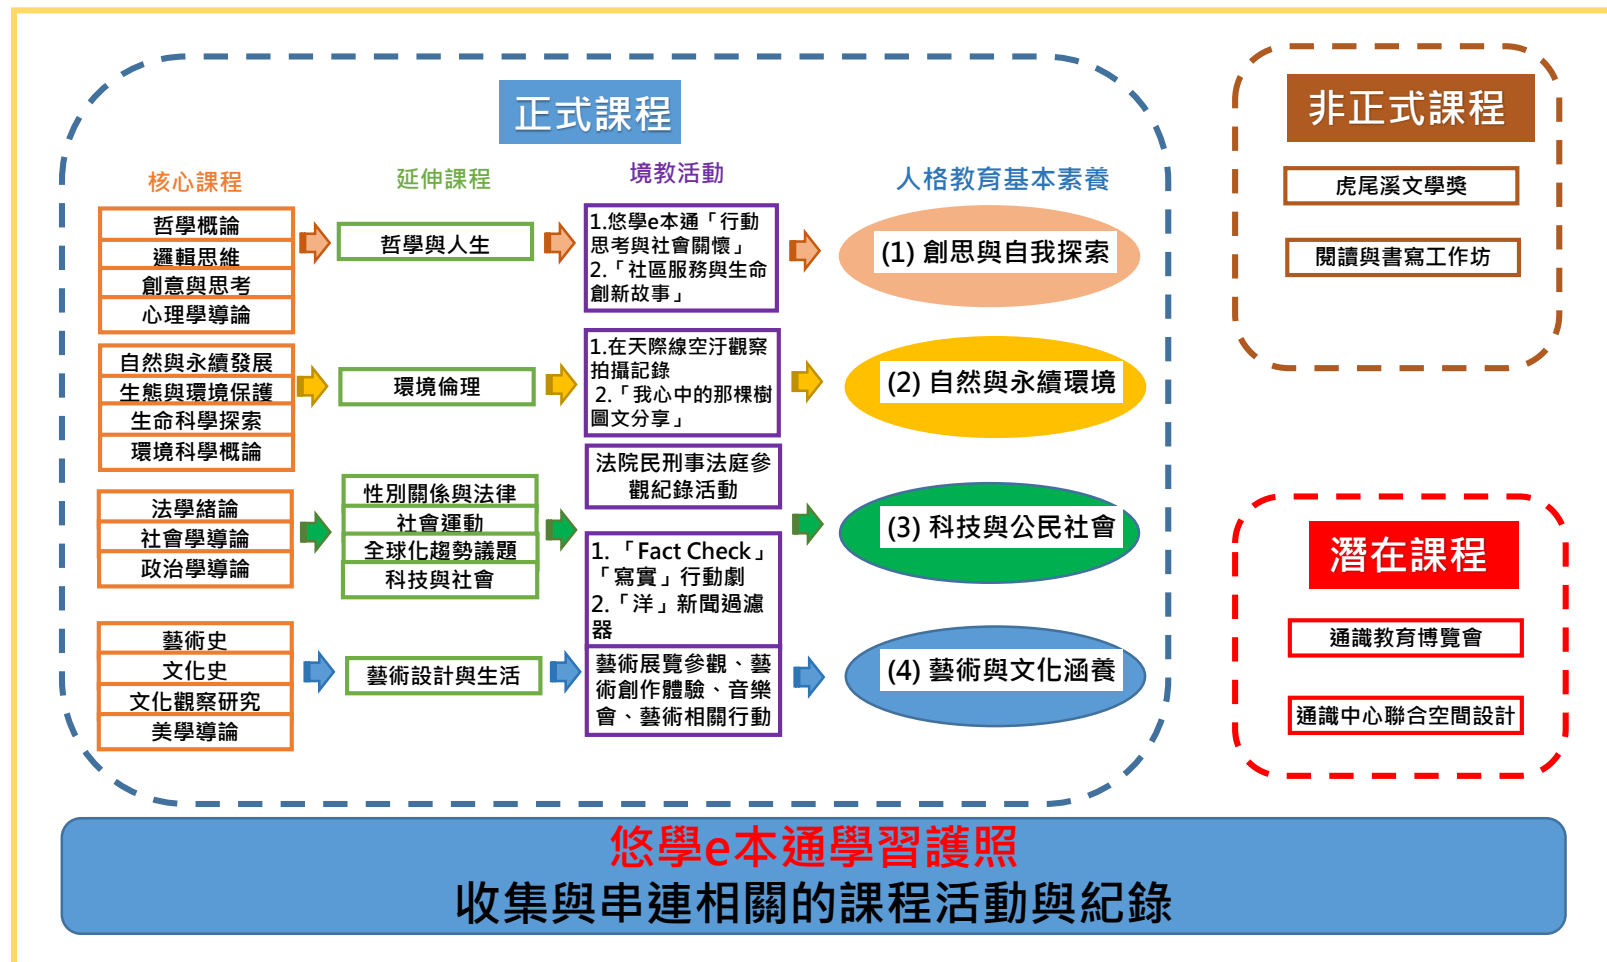 正式課程
核心課程
延伸課程
境教活動
人格教育基本素養
哲學概論
邏輯思維
創意與思考
心理學導論
哲學與人生
1.悠學e本通「行動
思考與社會關懷」
2.「社區服務與生命
創新故事」
(1) 創思與自我探索
自然與永續發展
生態與環境保護
生命科學探索
環境科學概論
環境倫理
1.在天際線空汙觀察
拍攝記錄
2.「我心中的那棵樹
圖文分享」
(2) 自然與永續環境
法學緒論
社會學導論
政治學導論
性別關係與法律
社會運動
全球化趨勢議題
科技與社會
法院民刑事法庭參
觀紀錄活動
1.「Fact Check」
「寫實」行動劇
2.「洋」新聞過濾
器
(3) 科技與公民社會
藝術史
文化史
文化觀察研究
美學導論
藝術設計與生活
藝術展覽參觀、藝
術創作體驗、音樂
會、藝術相關行動
(4) 藝術與文化涵養
非正式課程
虎尾溪文學獎
閱讀與書寫工作坊
潛在課程
通識教育博覽會
通識中心聯合空間設計
悠學e本通學習護照
收集與串連相關的課程活動與紀錄